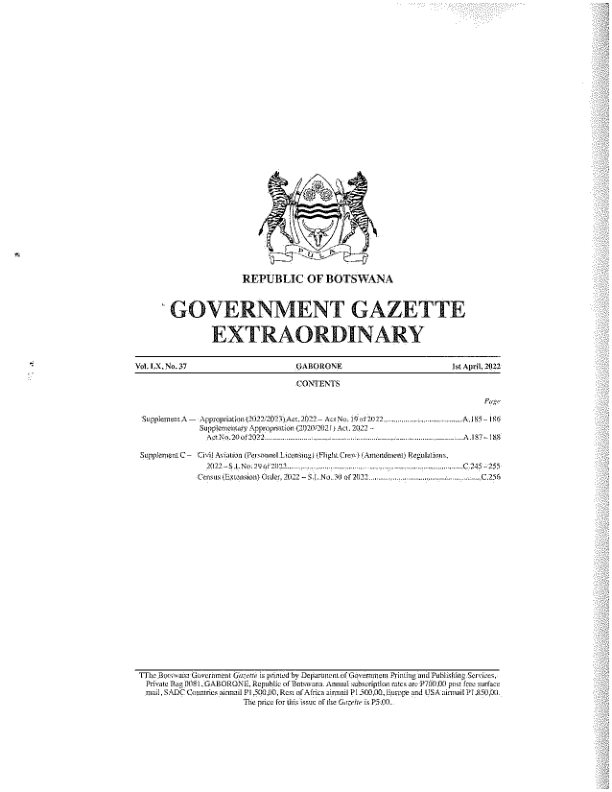 PULA
REPUBLIC OF BOTSWANA
GOVERNMENT GAZETTE
EXTRAORDINARY
Vol. LX, No. 37 GABORONE 1st April, 2022
CONTENTS
Page
Supplement A — Appropriation (2022/2023) Act, 2022 – Act No. 19 of 2022..............................A.185 – 186
Supplementary Appropriation (2020/2021) Act, 2022 –
Act No. 20 of 2022..............................A.187 – 188
Supplement C – Civil Aviation (Personnel Licensing) (Flight Crew) (Amendment) Regulations,
2022 – S.I. No. 29 of 2022..............................C.245 – 255
Census (Extension) Order, 2022 – S.I. No. 30 of 2022..............................C.256
TThe Botswana Government Gazette is printed by Department of Government Printing and Publishing Services,
Private Bag 0081, GABORONE, Republic of Botswana. Annual subscription rates are P700,00 post free surface
mail, SADC Countries airmail P1,500,00, Rest of Africa airmail P1,500,00, Europe and USA airmail P1,850,00.
The price for this issue of the Gazette is P5.00.